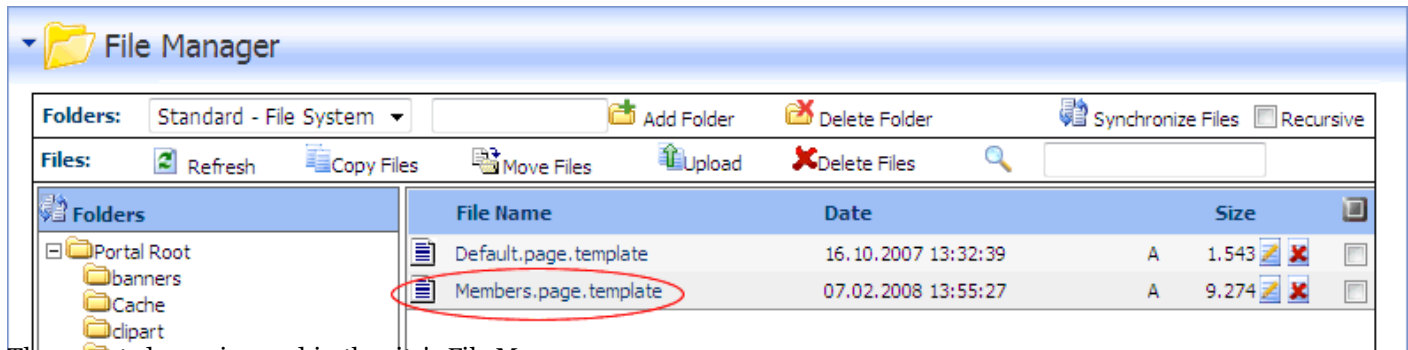 File Manager
Folders: Standard - File System Add Folder Delete Folder Synchronize Files Recursive
Files: Refresh Copy Files Move Files Upload Delete Files
Folders File Name Date Size
Portal Root Default.page.template 16.10.2007 13:32:39 A 1.543
banners Members.page.template 07.02.2008 13:55:27 A 9.274
Cache
clipart